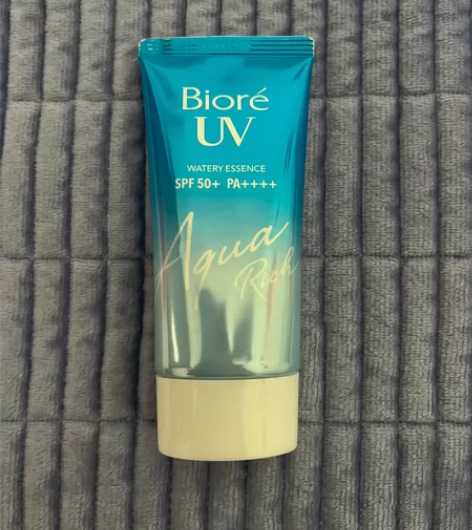 Bioré
UV
WATERY ESSENCE
SPF 50+ PA++++
Aqua
Rich